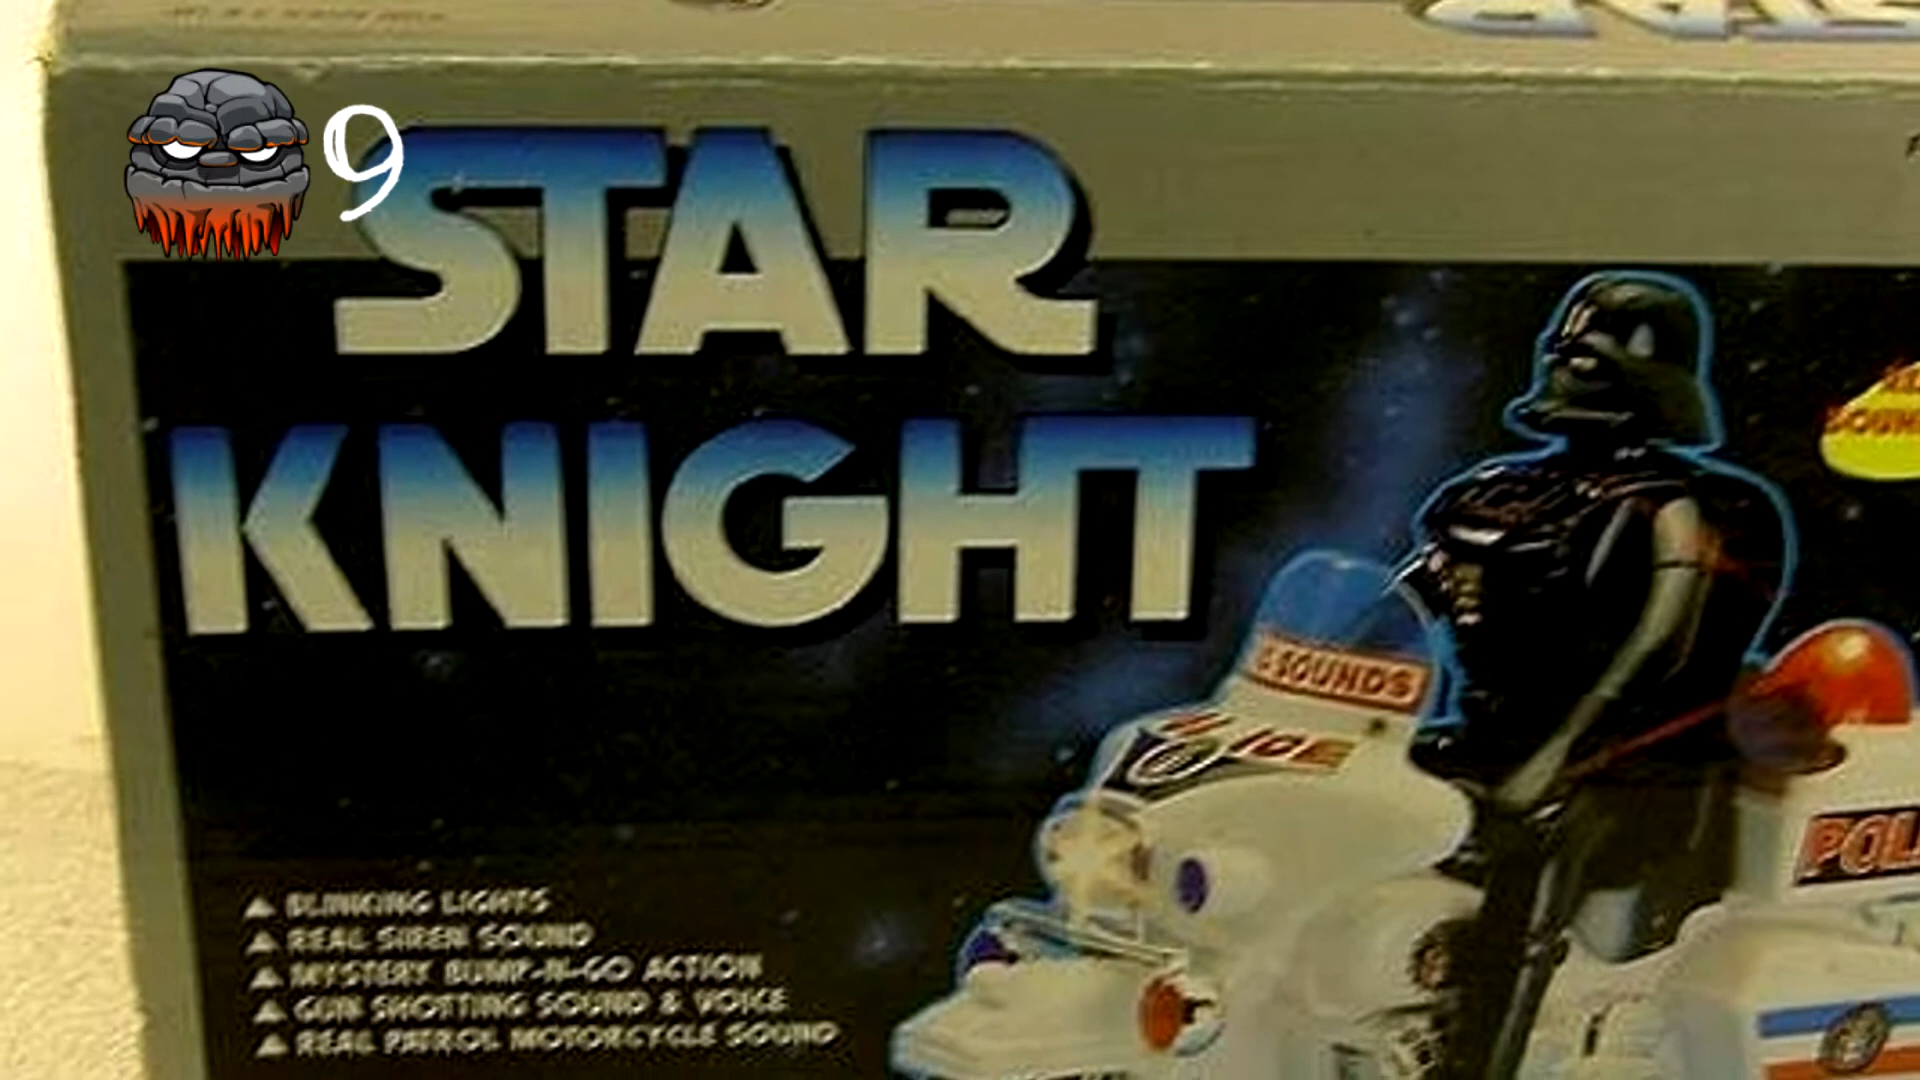 9
STAR
KNIGHT
SOUNDS
BLINKING LIGHTS
REAL SIREN SOUND
MYSTERY BUMP-N-GO ACTION
GUN SHOTTING SOUND & VOICE
REAL PATROL MOTORCYCLE SOUND